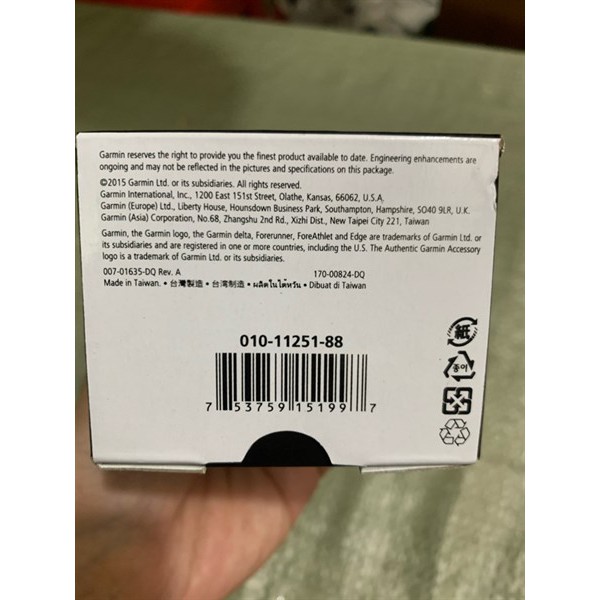 Garmin reserves the right to provide you the finest product available to date. Engineering enhancements are
ongoing and may not be reflected in the pictures and specifications on this package.
©2015 Garmin Ltd. or its subsidiaries. All rights reserved.
Garmin International, Inc., 1200 East 151st Street, Olathe, Kansas, 66062, U.S.A.
Garmin (Europe) Ltd., Liberty House, Hounsdown Business Park, Southampton, Hampshire, SO40 9LR, U.K.
Garmin (Asia) Corporation, No.68, Zhangshu 2nd Rd., Xizhi Dist., New Taipei City 221, Taiwan
Garmin, the Garmin logo, the Garmin delta, Forerunner, ForeAthlet and Edge are trademarks of Garmin Ltd. or
its subsidiaries and are registered in one or more countries, including the U.S. The Authentic Garmin Accessory
logo is a trademark of Garmin Ltd. or its subsidiaries.
007-01635-DQ Rev. A 170-00824-DQ
Made in Taiwan. • 台灣製造 • 台湾制造 • ผลิตในไต้หวัน • Dibuat di Taiwan
010-11251-88
7 53759 15199 7
紙
종이